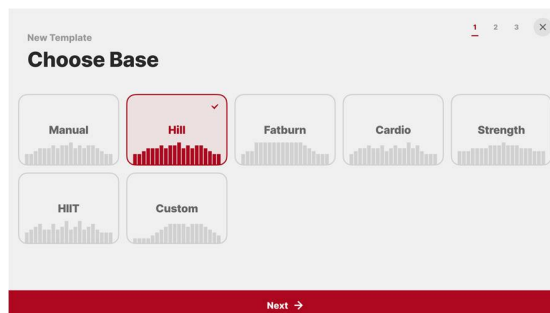 New Template
1 2 3
Choose Base
Manual
Hill
Fatburn
Cardio
Strength
HIIT
Custom
Next →